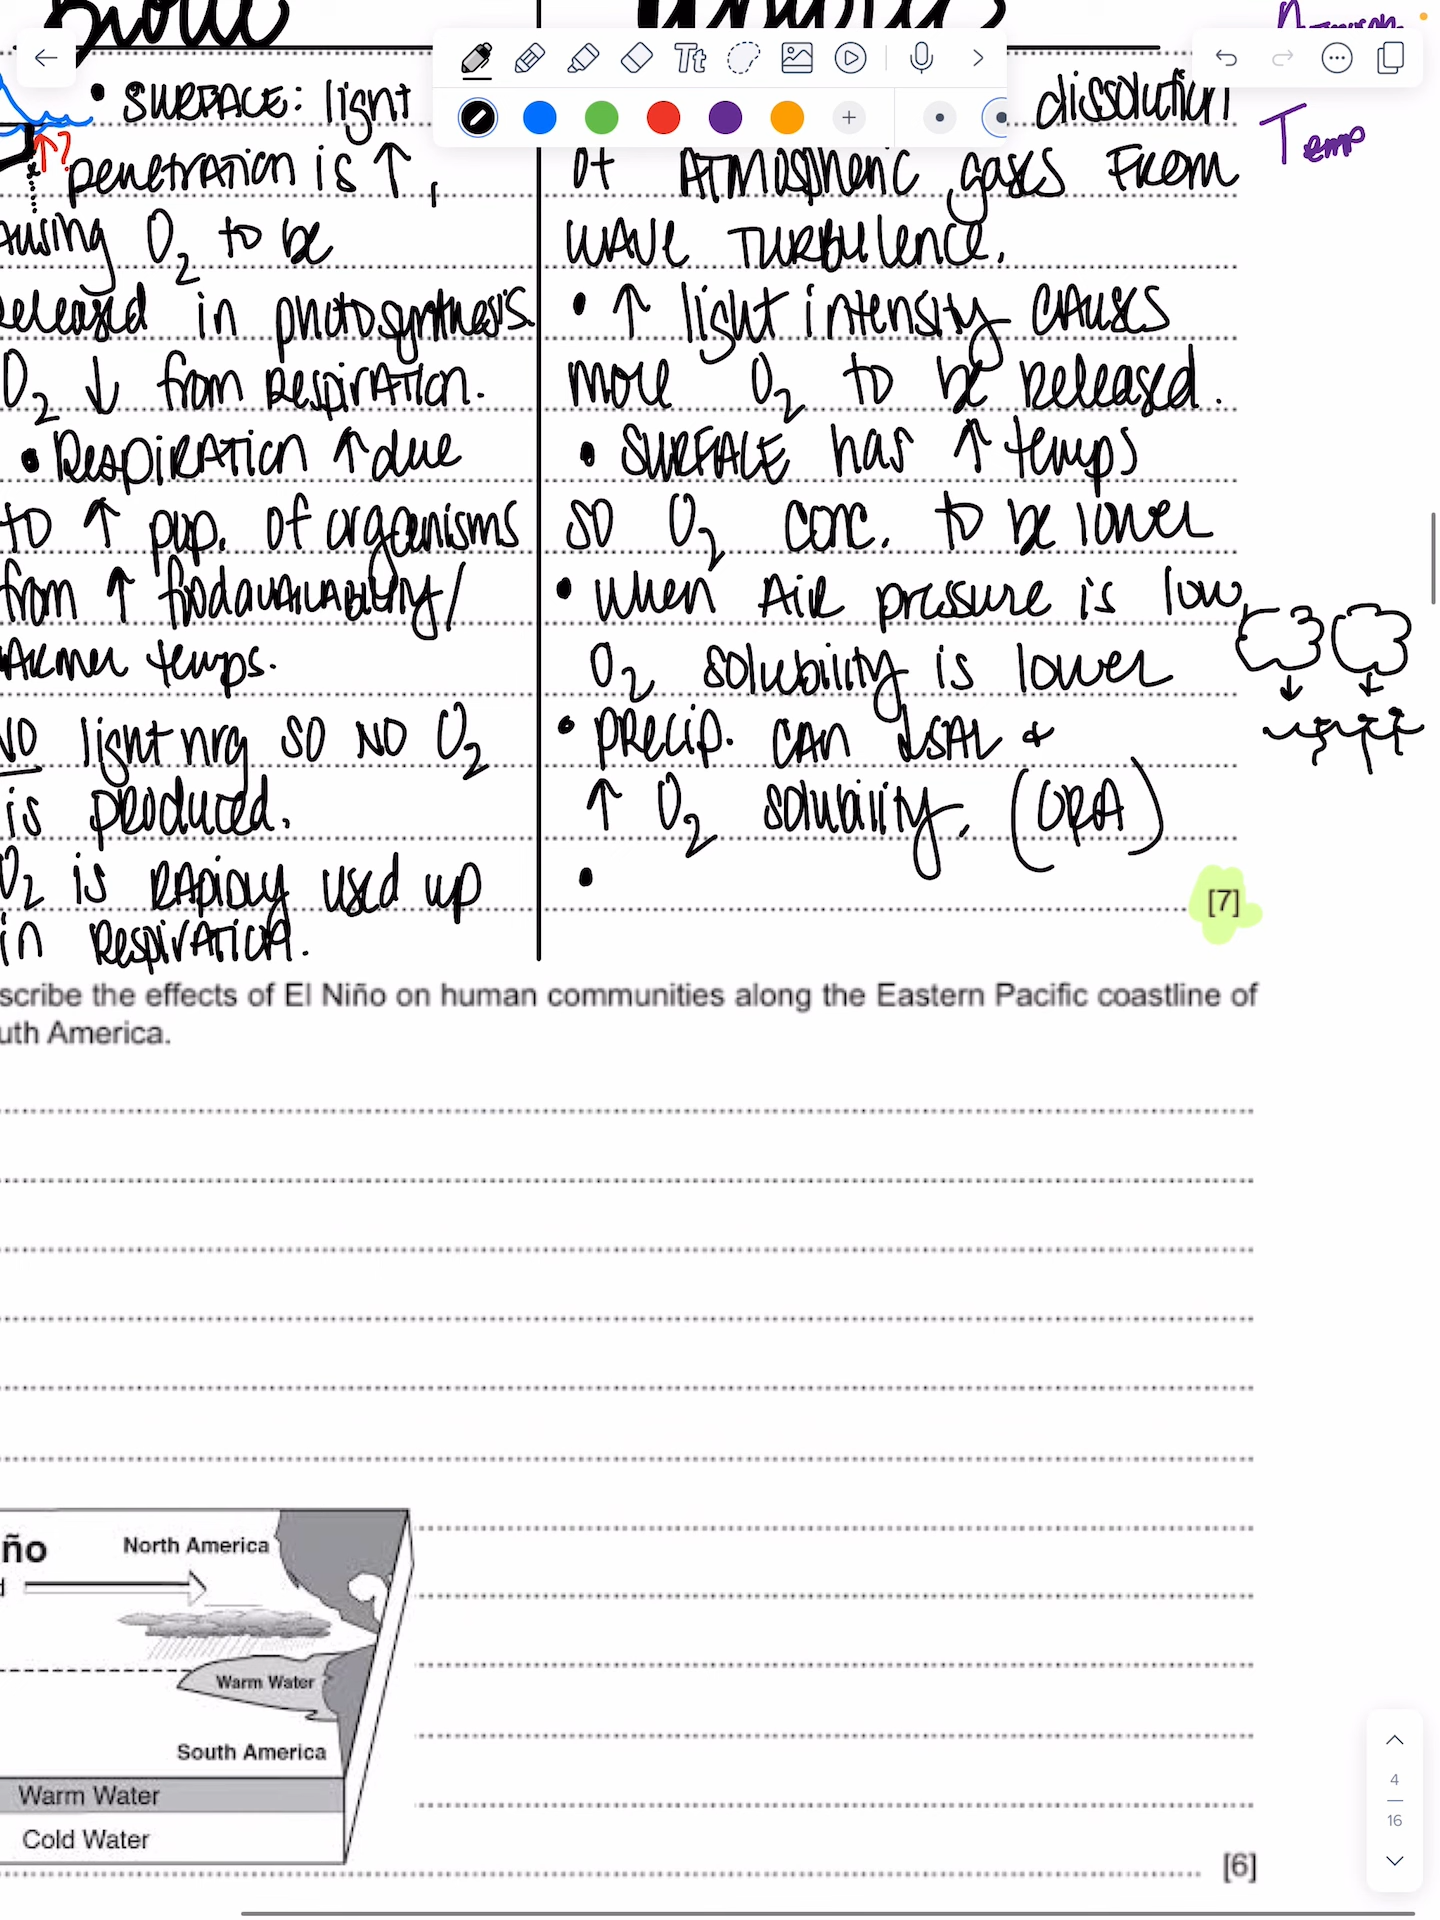 Biotic
Tt
• SURFACE: light
penetration is ↑,
ausing O2 to be
released in photosynthesis.
O2 ↓ from RespiRATion.
• RespiRATion ↑ due
to ↑ pop. of organisms
from ↑ food availability/
warmer temps.
NO light nrg so NO O2
is produced.
O2 is RApidly used up
in RespirATion.
dissolution
of ATMospheric gases FRom
WAVE TURBulence.
• ↑ light intensity CAUSES
more O2 to be released.
• SURFACE has ↑ temps
so O2 conc. to be lower
• when Air pressure is low,
O2 solubility is lower
• PRecip. CAN ↓SAL &
↑ O2 solubility. (ORA)
•
[7]
Temp
↑?
scribe the effects of El Niño on human communities along the Eastern Pacific coastline of
uth America.
ño
North America
d
Warm Water
South America
Warm Water
Cold Water
[6]
4
16